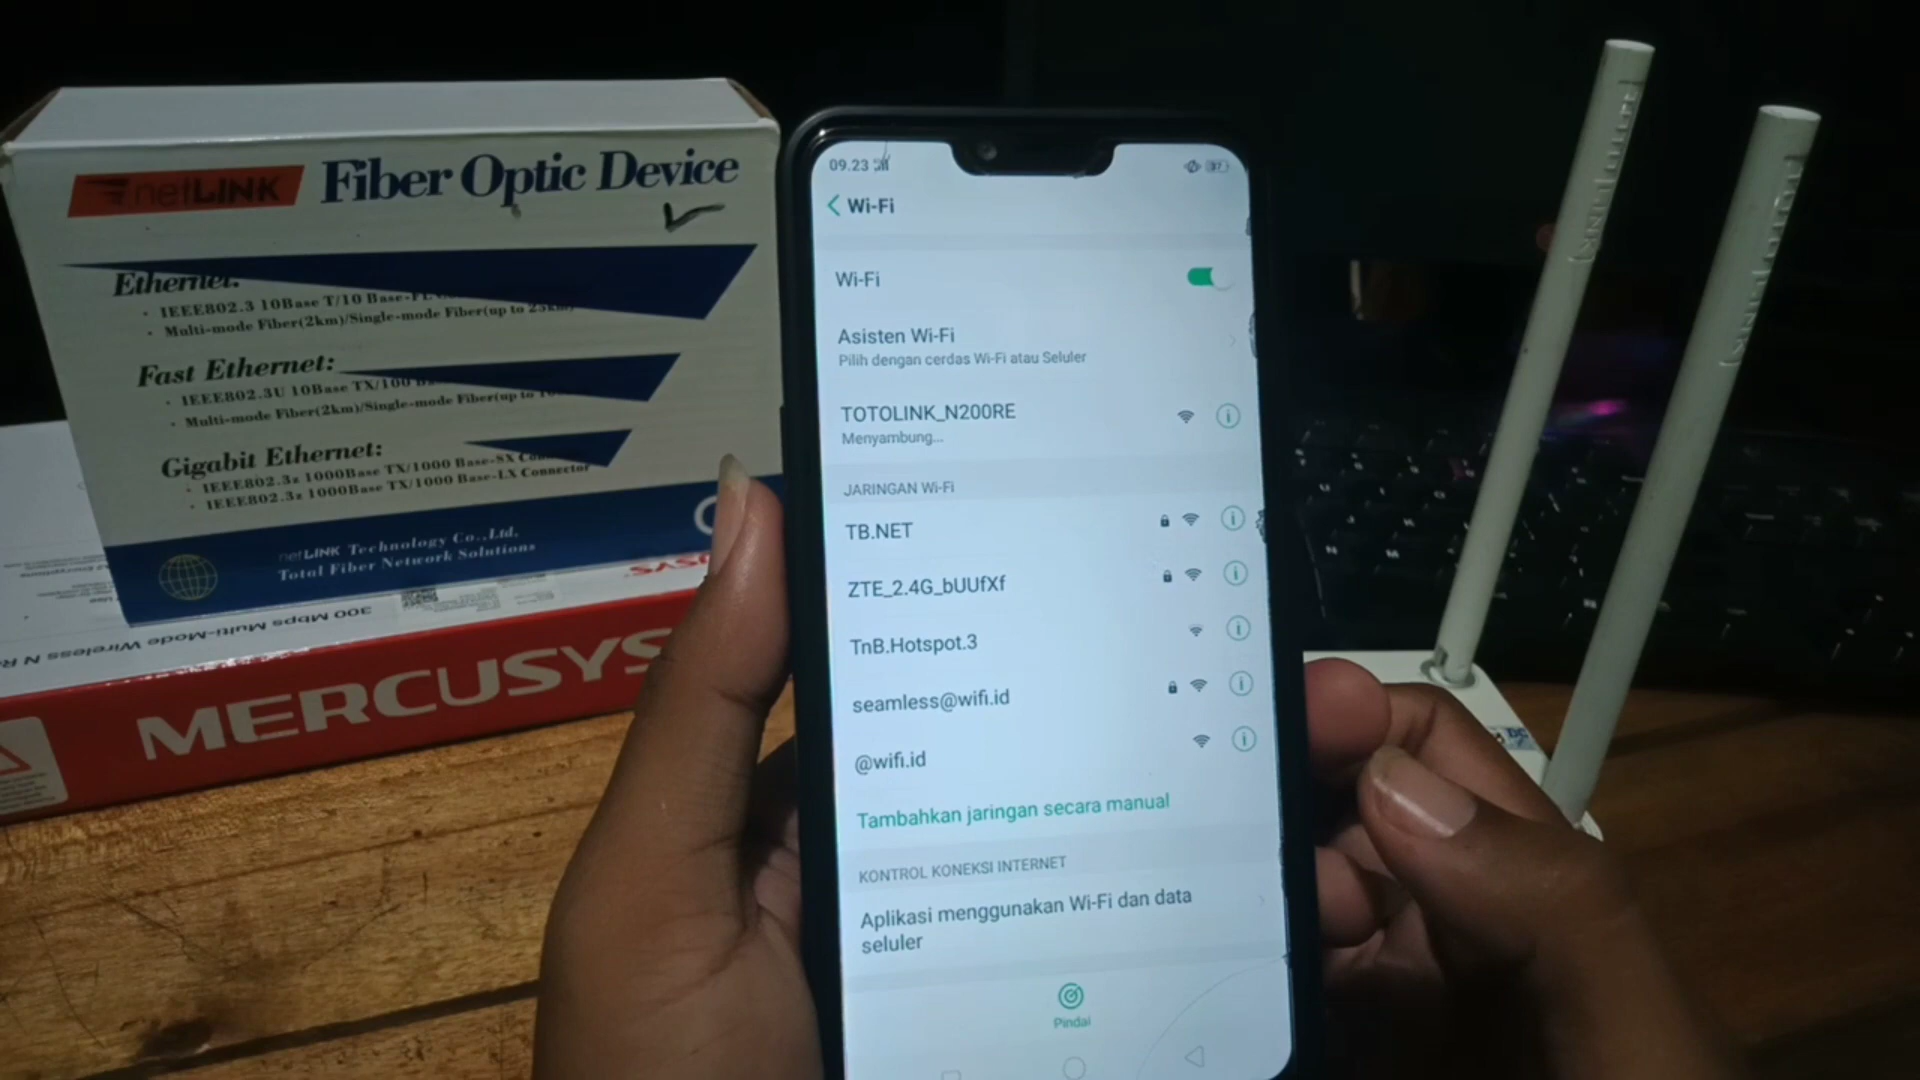 netLINK Fiber Optic Device
Ethernet:
· IEEE802.3 10Base T/10 Base-FL
· Multi-mode Fiber(2km)/Single-mode Fiber(up to 25km)
Fast Ethernet:
· IEEE802.3U 10Base TX/100
· Multi-mode Fiber(2km)/Single-mode Fiber(up to
Gigabit Ethernet:
· IEEE802.3z 1000Base TX/1000 Base-SX
· IEEE802.3z 1000Base TX/1000 Base-LX Connector
netLINK Technology Co.,Ltd.
Total Fiber Network Solutions
300 Mbps Multi-Mode Wireless N
MERCUSYS
09.23
Wi-Fi
Wi-Fi
Asisten Wi-Fi
Pilih dengan cerdas Wi-Fi atau Seluler
TOTOLINK_N200RE
Menyambung...
JARINGAN Wi-Fi
TB.NET
ZTE_2.4G_bUUfXf
TnB.Hotspot.3
seamless@wifi.id
@wifi.id
Tambahkan jaringan secara manual
KONTROL KONEKSI INTERNET
Aplikasi menggunakan Wi-Fi dan data
seluler
Pindai